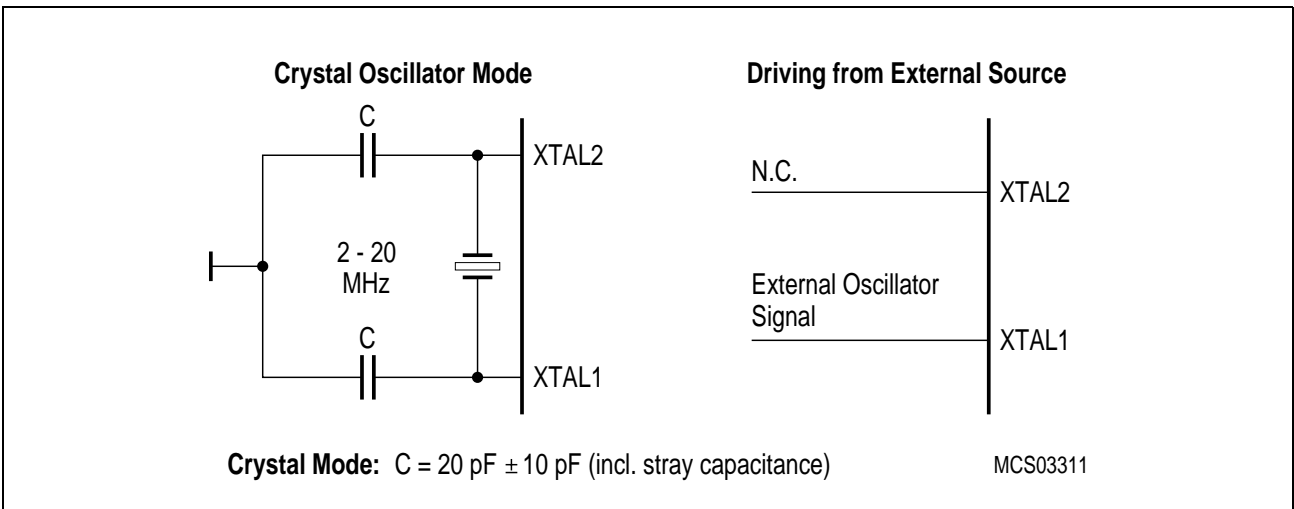 Crystal Oscillator Mode
C
XTAL2
2 - 20
MHz
C
XTAL1
Driving from External Source
N.C.
XTAL2
External Oscillator
Signal
XTAL1
Crystal Mode: C = 20 pF ± 10 pF (incl. stray capacitance)
MCS03311